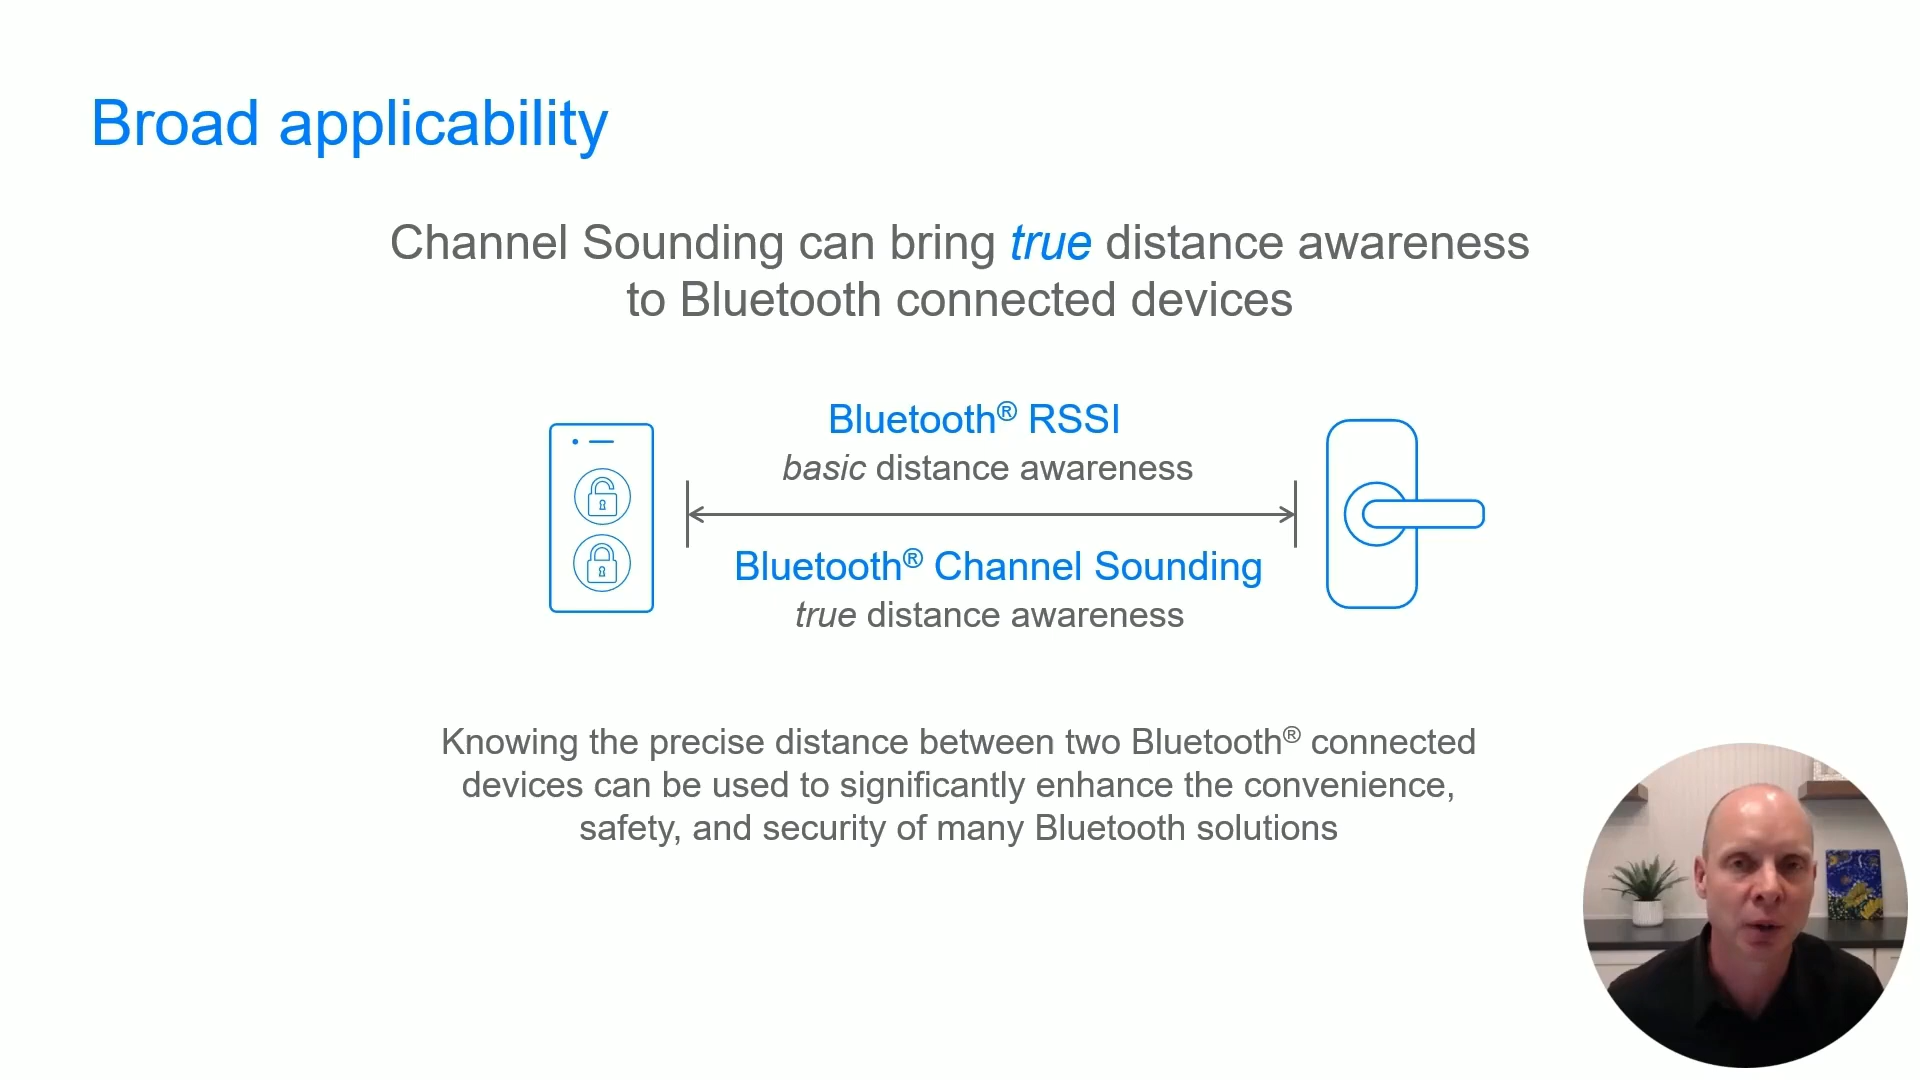 Broad applicability
Channel Sounding can bring true distance awareness
to Bluetooth connected devices
Bluetooth® RSSI
basic distance awareness
Bluetooth® Channel Sounding
true distance awareness
Knowing the precise distance between two Bluetooth® connected
devices can be used to significantly enhance the convenience,
safety, and security of many Bluetooth solutions